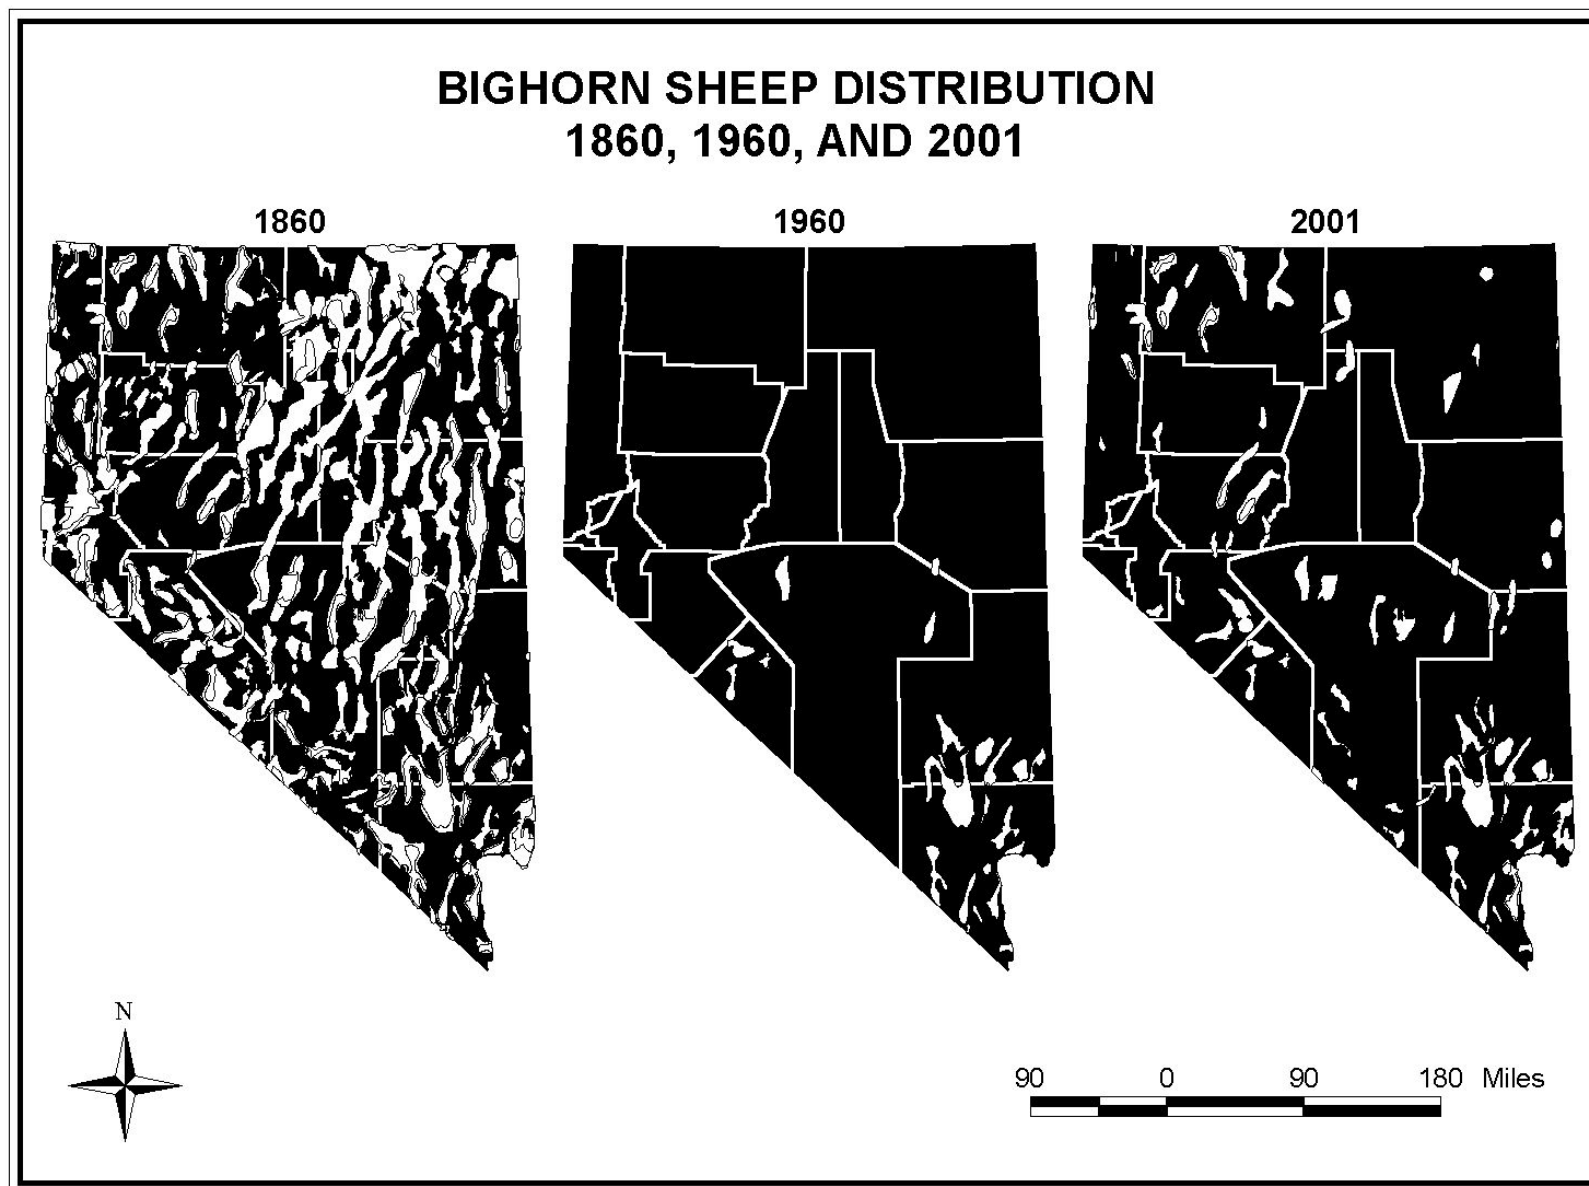 BIGHORN SHEEP DISTRIBUTION
1860, 1960, AND 2001
1860 1960 2001
N
90 0 90 180 Miles